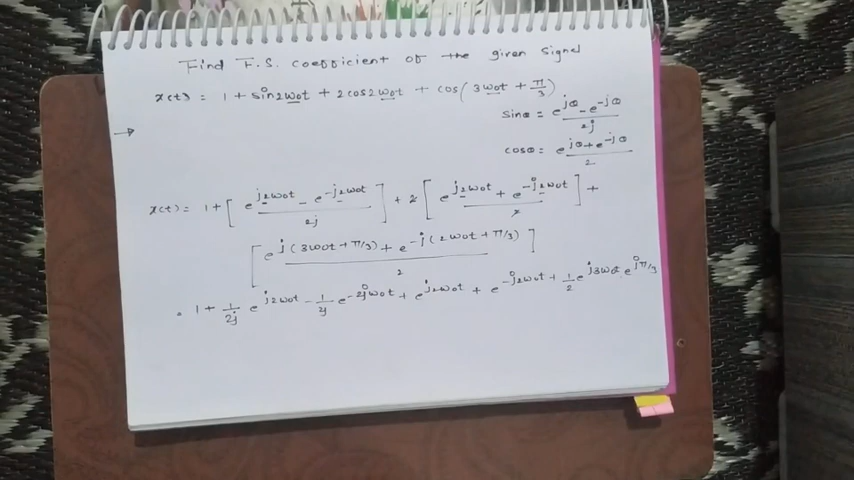 Find F.S. coefficient of the given signal
x(t) = 1 + sin2ω0t + 2cos2ω0t + cos(3ω0t + π/3)
sinθ = e^jθ - e^-jθ / 2j
→
cosθ = e^jθ + e^-jθ / 2
x(t) = 1 + [e^j2ω0t - e^-j2ω0t / 2j] + 2[e^j2ω0t + e^-j2ω0t / 2] +
[e^j(3ω0t + π/3) + e^-j(2ω0t + π/3) / 2]
= 1 + 1/2j e^j2ω0t - 1/2j e^-2jω0t + e^j2ω0t + e^-j2ω0t + 1/2 e^j3ω0t e^jπ/3